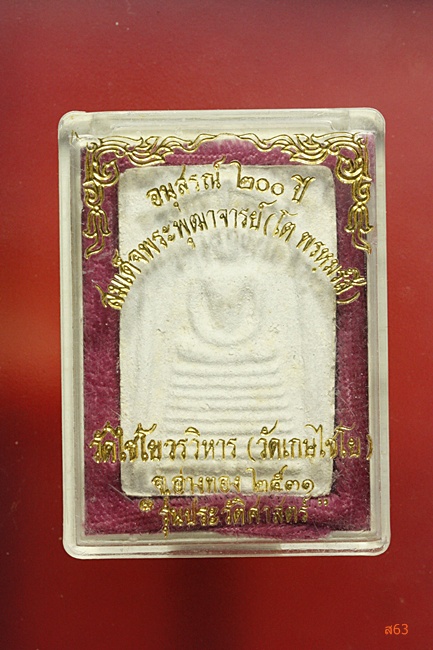 อนุสรณ์ ๒๐๐ ปี
สมเด็จพระพุฒาจารย์ (โต พรหมรังสี)
วัดไชโยวรวิหาร (วัดเกษไชโย)
จ.อ่างทอง ๒๕๓๑
"รุ่นประวัติศาสตร์"
ส63